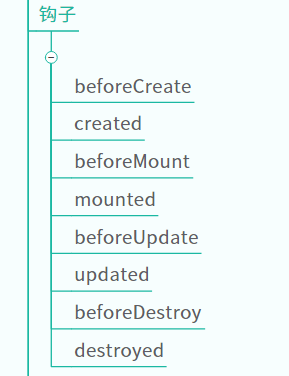 钩子
beforeCreate
created
beforeMount
mounted
beforeUpdate
updated
beforeDestroy
destroyed